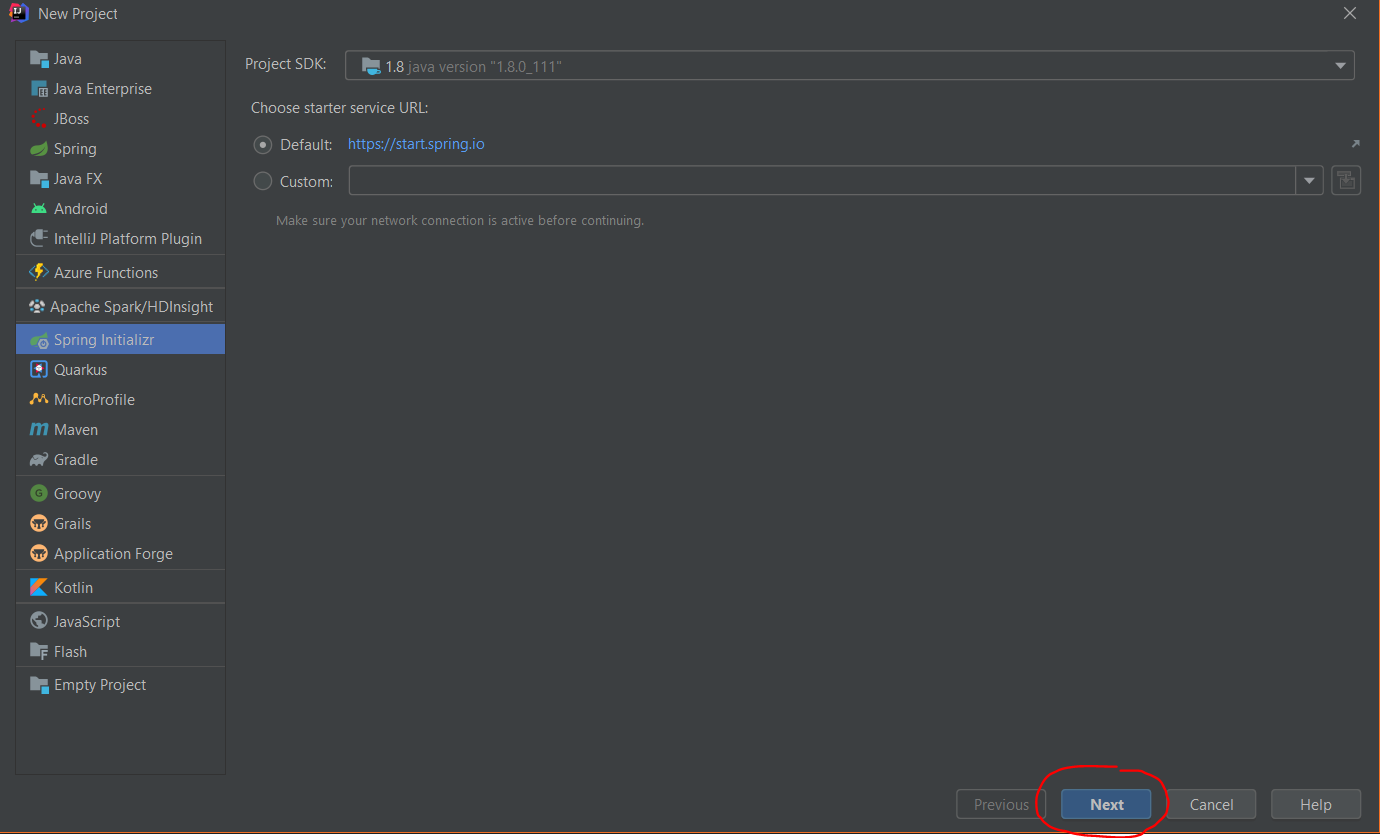 New Project
Java
Java Enterprise
JBoss
Spring
Java FX
Android
IntelliJ Platform Plugin
Azure Functions
Apache Spark/HDInsight
Spring Initializr
Quarkus
MicroProfile
Maven
Gradle
Groovy
Grails
Application Forge
Kotlin
JavaScript
Flash
Empty Project
Project SDK: 1.8 java version "1.8.0_111"
Choose starter service URL:
Default: https://start.spring.io
Custom:
Make sure your network connection is active before continuing.
Previous Next Cancel Help